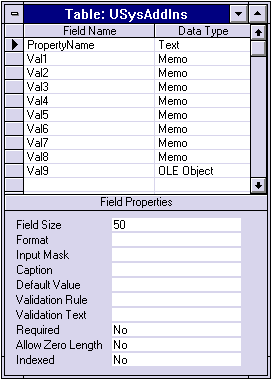 Table: USysAddIns
Field Name Data Type
PropertyName Text
Val1 Memo
Val2 Memo
Val3 Memo
Val4 Memo
Val5 Memo
Val6 Memo
Val7 Memo
Val8 Memo
Val9 OLE Object
Field Properties
Field Size 50
Format
Input Mask
Caption
Default Value
Validation Rule
Validation Text
Required No
Allow Zero Length No
Indexed No